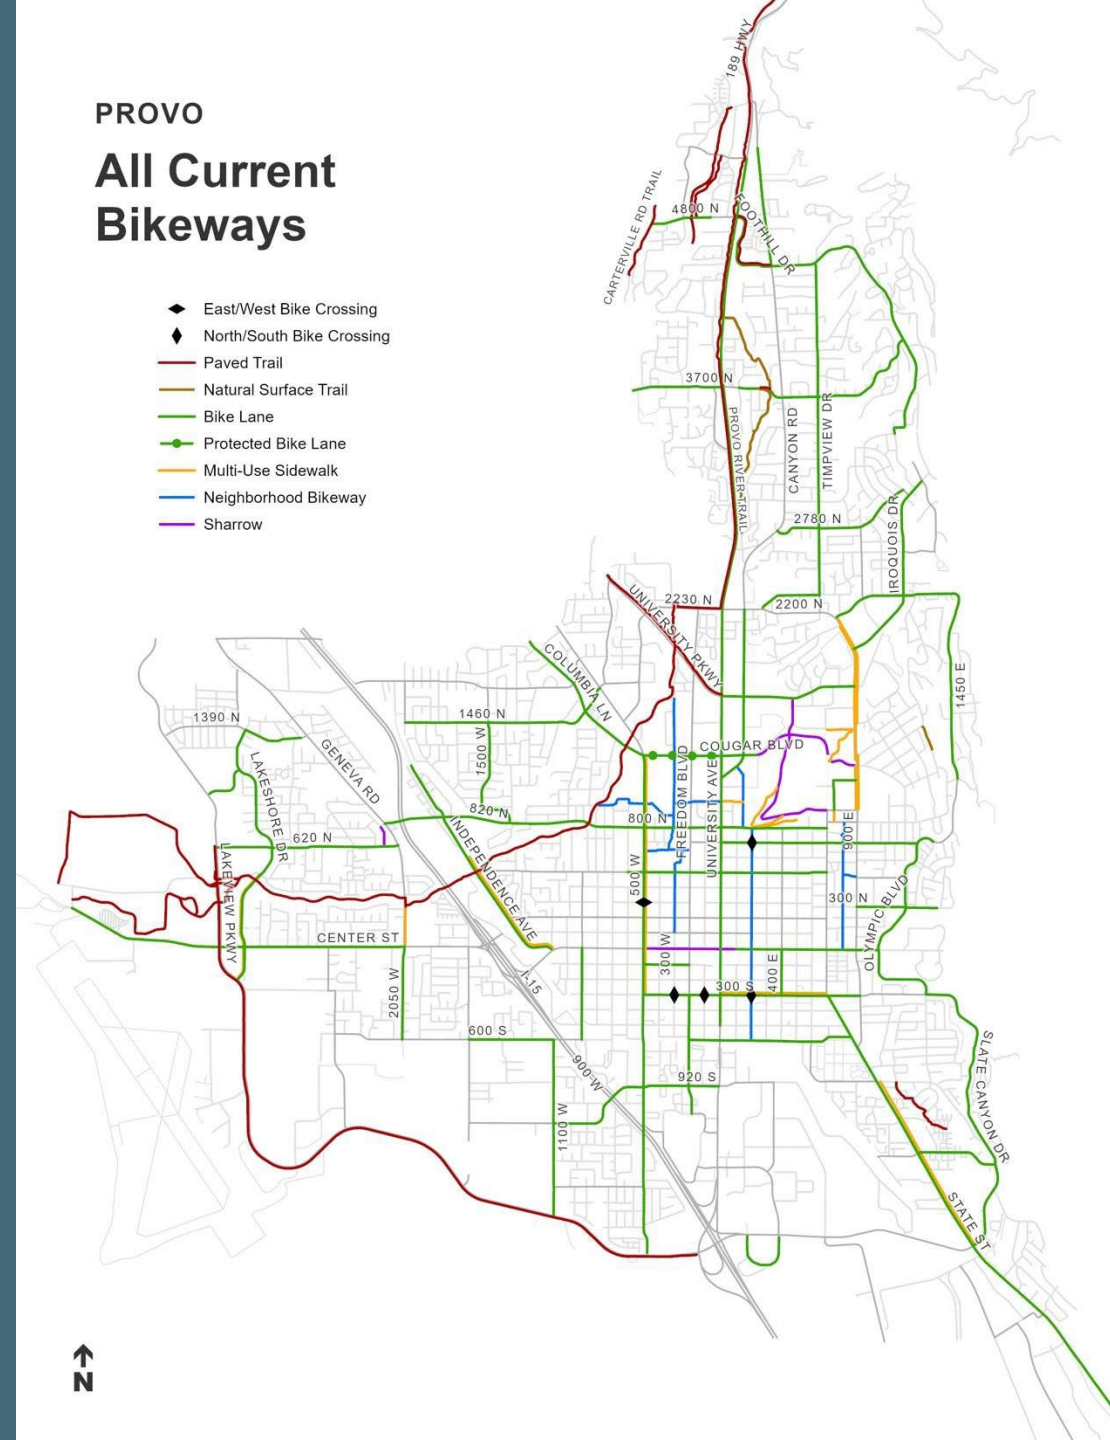 PROVO
All Current
Bikeways
East/West Bike Crossing
North/South Bike Crossing
Paved Trail
Natural Surface Trail
Bike Lane
Protected Bike Lane
Multi-Use Sidewalk
Neighborhood Bikeway
Sharrow
189 HWY
CARTERVILLE RD TRAIL
4800 N
FOOTHILL DR
3700 N
PROVO RIVER TRAIL
CANYON RD
TIMPVIEW DR
2780 N
IROQUOIS DR
UNIVERSITY PKWY
2230 N
2200 N
COLUMBIA LN
1450 E
1390 N
1460 N
LAKESHORE DR
GENEVA RD
1500 W
COUGAR BLVD
FREEDOM BLVD
UNIVERSITY AVE
820 N
800 N
900 E
620 N
INDEPENDENCE AVE
LAKEVIEW PKWY
500 W
300 N
OLYMPIC BLVD
CENTER ST
300 W
400 E
2050 W
I-15
300 S
600 S
900 W
920 S
SLATE CANYON DR
1100 W
STATE ST
N